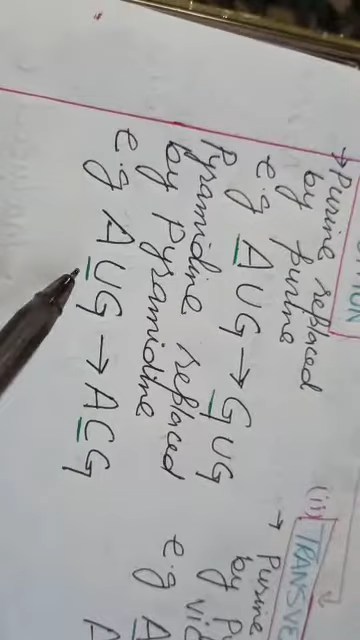 → Purine replaced
by purine
e.g AUG → GUG
Pyramidine replaced
by Pyramidine
e.g AUG → ACG
(ii) TRANSVE
→ Purine
by P
e.g A
A